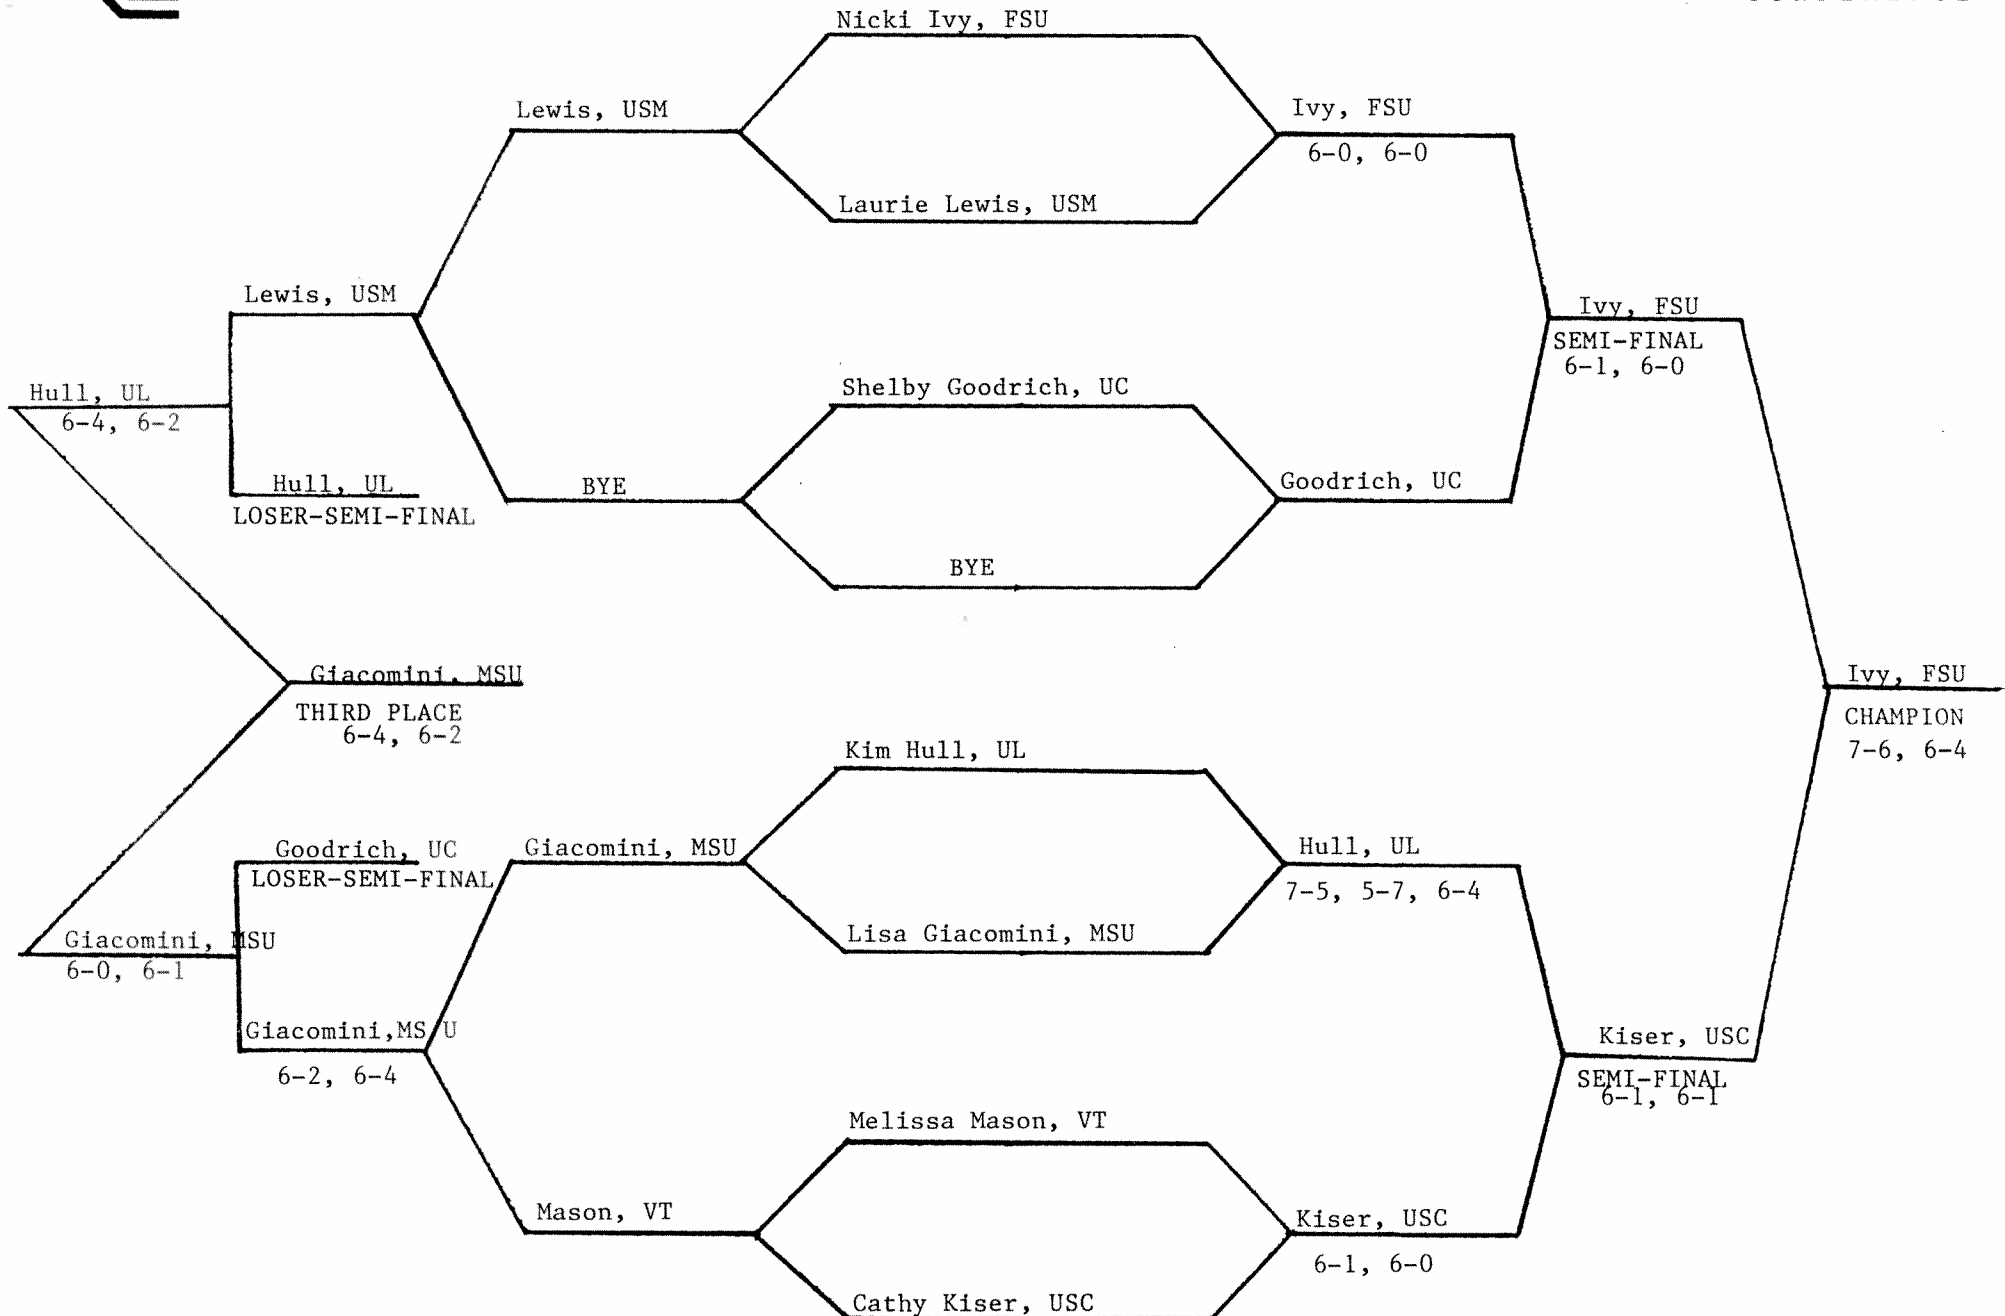 Nicki Ivy, FSU
Lewis, USM
Ivy, FSU
6-0, 6-0
Laurie Lewis, USM
Lewis, USM
Ivy, FSU
SEMI-FINAL
6-1, 6-0
Hull, UL
6-4, 6-2
Shelby Goodrich, UC
Hull, UL
LOSER-SEMI-FINAL
BYE
Goodrich, UC
BYE
Giacomini, MSU
THIRD PLACE
6-4, 6-2
Ivy, FSU
CHAMPION
7-6, 6-4
Kim Hull, UL
Goodrich, UC
LOSER-SEMI-FINAL
Giacomini, MSU
Hull, UL
7-5, 5-7, 6-4
Giacomini, MSU
6-0, 6-1
Lisa Giacomini, MSU
Giacomini,MS U
6-2, 6-4
Kiser, USC
SEMI-FINAL
6-1, 6-1
Melissa Mason, VT
Mason, VT
Kiser, USC
6-1, 6-0
Cathy Kiser, USC